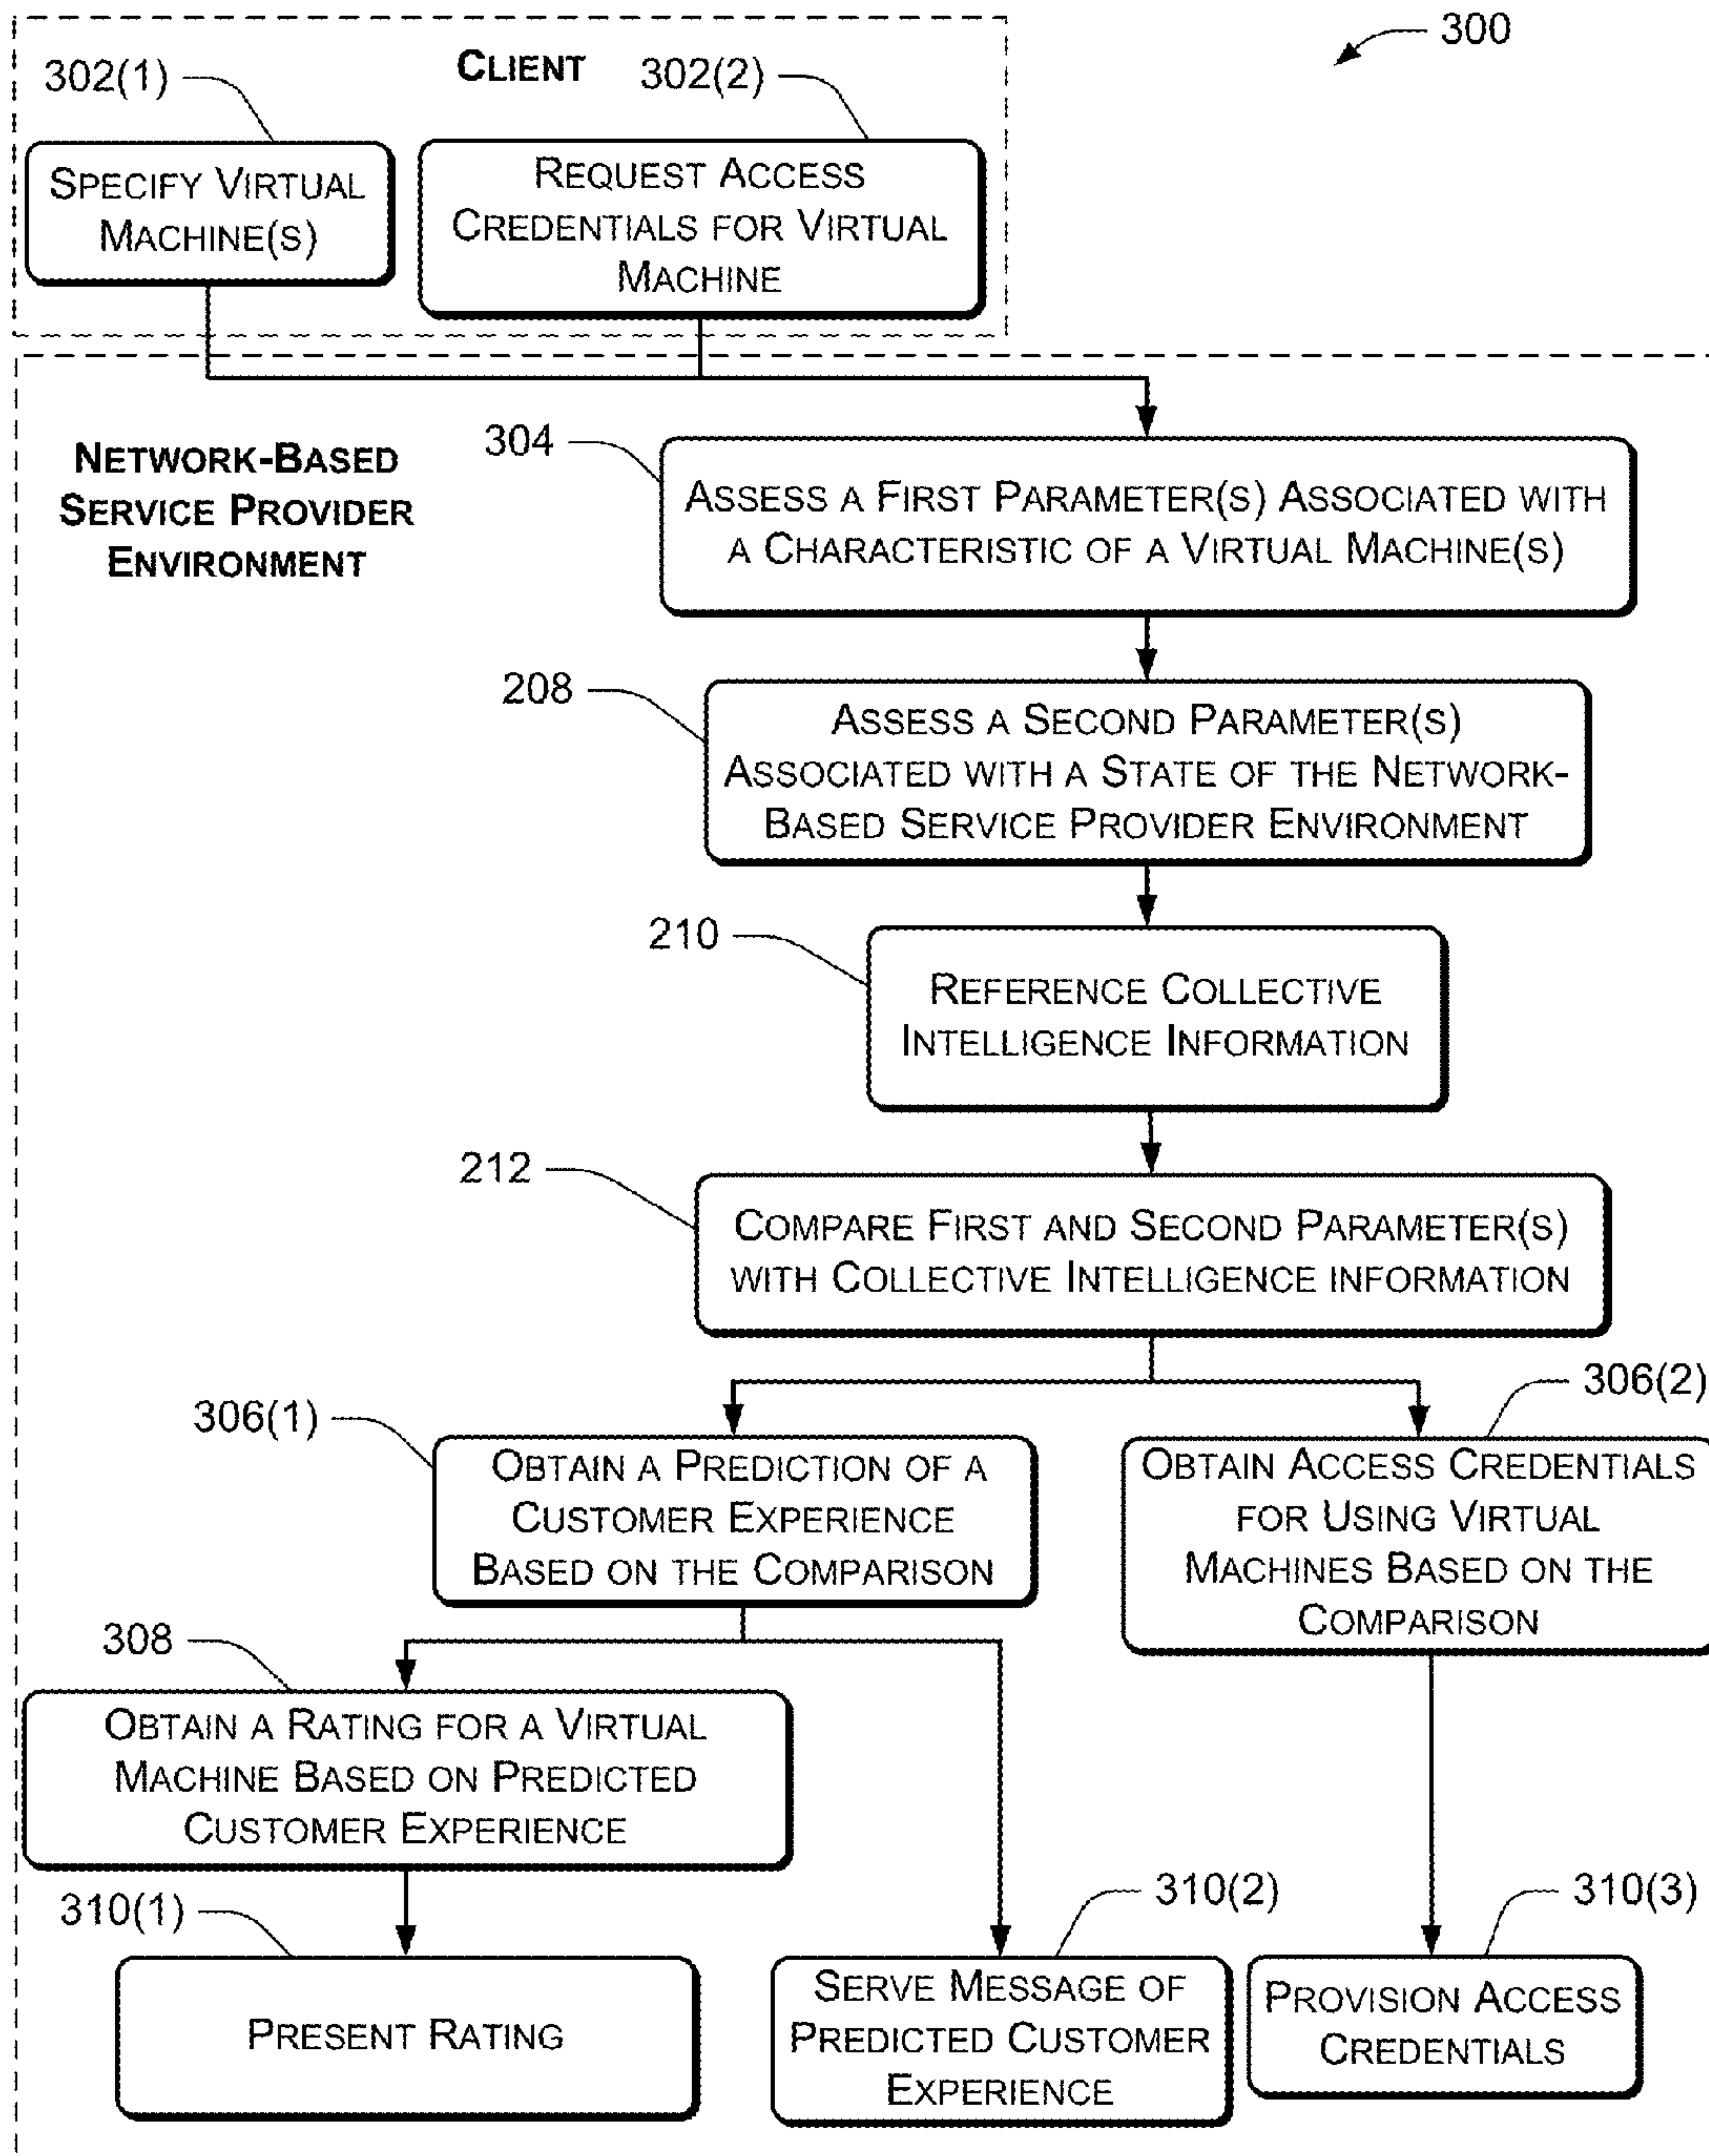 300
CLIENT
302(1)
302(2)
SPECIFY VIRTUAL
MACHINE(S)
REQUEST ACCESS
CREDENTIALS FOR VIRTUAL
MACHINE
NETWORK-BASED
SERVICE PROVIDER
ENVIRONMENT
304
ASSESS A FIRST PARAMETER(S) ASSOCIATED WITH
A CHARACTERISTIC OF A VIRTUAL MACHINE(S)
208
ASSESS A SECOND PARAMETER(S)
ASSOCIATED WITH A STATE OF THE NETWORK-
BASED SERVICE PROVIDER ENVIRONMENT
210
REFERENCE COLLECTIVE
INTELLIGENCE INFORMATION
212
COMPARE FIRST AND SECOND PARAMETER(S)
WITH COLLECTIVE INTELLIGENCE INFORMATION
306(1)
OBTAIN A PREDICTION OF A
CUSTOMER EXPERIENCE
BASED ON THE COMPARISON
306(2)
OBTAIN ACCESS CREDENTIALS
FOR USING VIRTUAL
MACHINES BASED ON THE
COMPARISON
308
OBTAIN A RATING FOR A VIRTUAL
MACHINE BASED ON PREDICTED
CUSTOMER EXPERIENCE
310(1)
PRESENT RATING
310(2)
SERVE MESSAGE OF
PREDICTED CUSTOMER
EXPERIENCE
310(3)
PROVISION ACCESS
CREDENTIALS